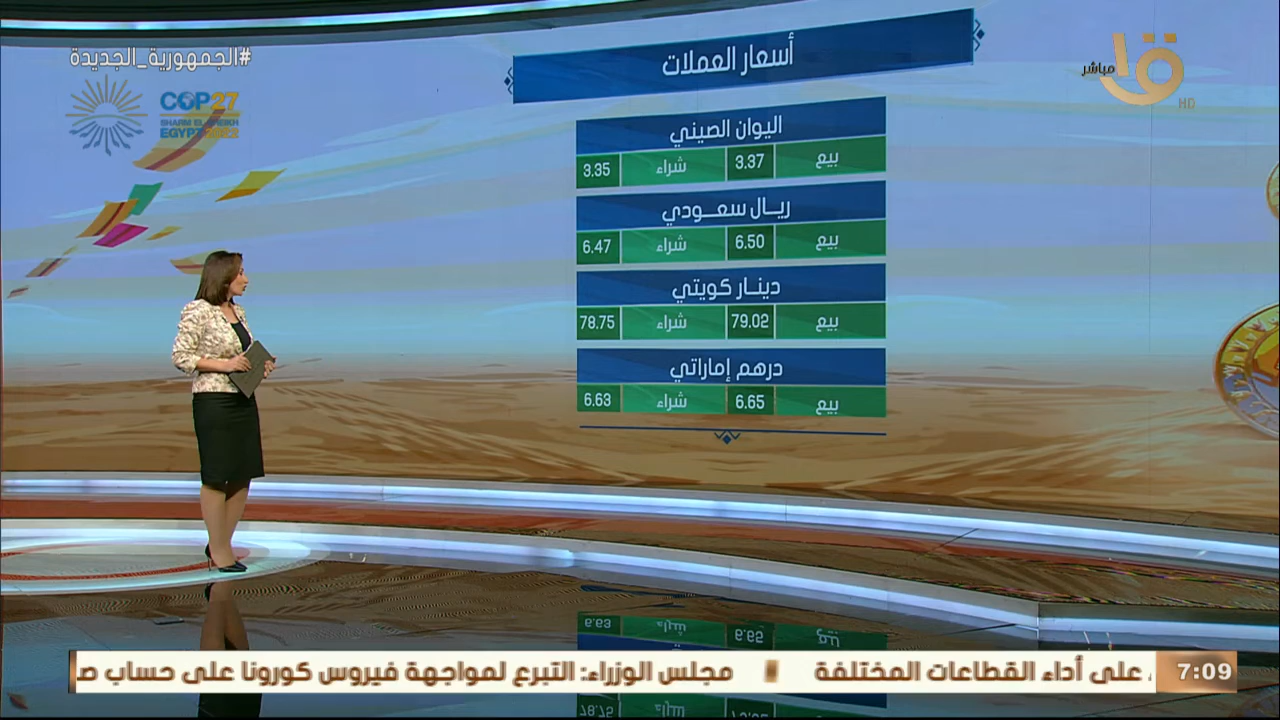 #الجمهورية_الجديدة
COP27
SHARM EL-SHEIKH
EGYPT 2022
مباشر
HD
أسعار العملات
اليوان الصيني
بيع 3.37 شراء 3.35
ريال سعودي
بيع 6.50 شراء 6.47
دينار كويتي
بيع 79.02 شراء 78.75
درهم إماراتي
بيع 6.65 شراء 6.63
7:09
على أداء القطاعات المختلفة
مجلس الوزراء: التبرع لمواجهة فيروس كورونا على حساب